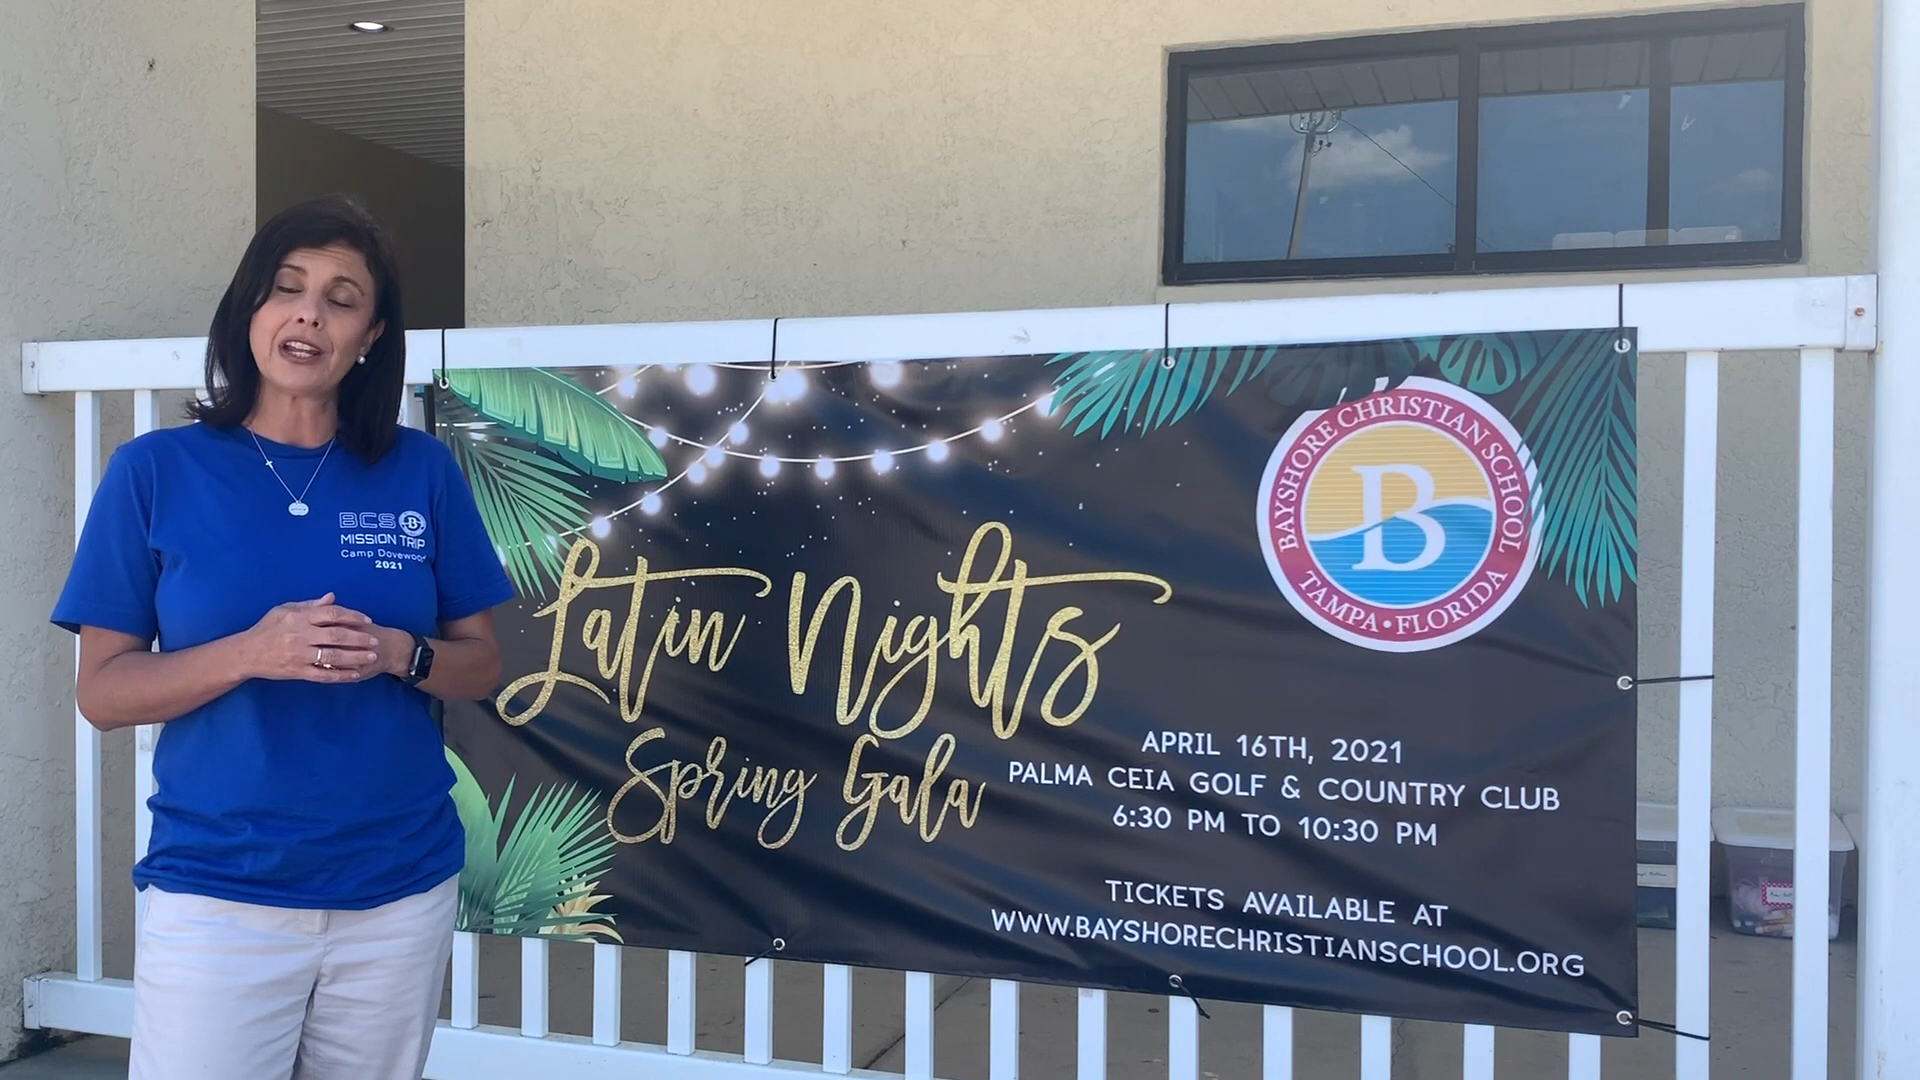 BCS B
MISSION TRIP
Camp Dovewood
2021
Latin Nights
Spring Gala
BAYSHORE CHRISTIAN SCHOOL
B
TAMPA • FLORIDA
APRIL 16TH, 2021
PALMA CEIA GOLF & COUNTRY CLUB
6:30 PM TO 10:30 PM
TICKETS AVAILABLE AT
WWW.BAYSHORECHRISTIANSCHOOL.ORG